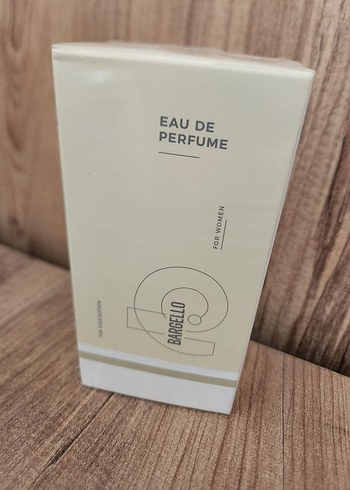 EAU DE
PERFUME
FOR WOMEN
BARGELLO